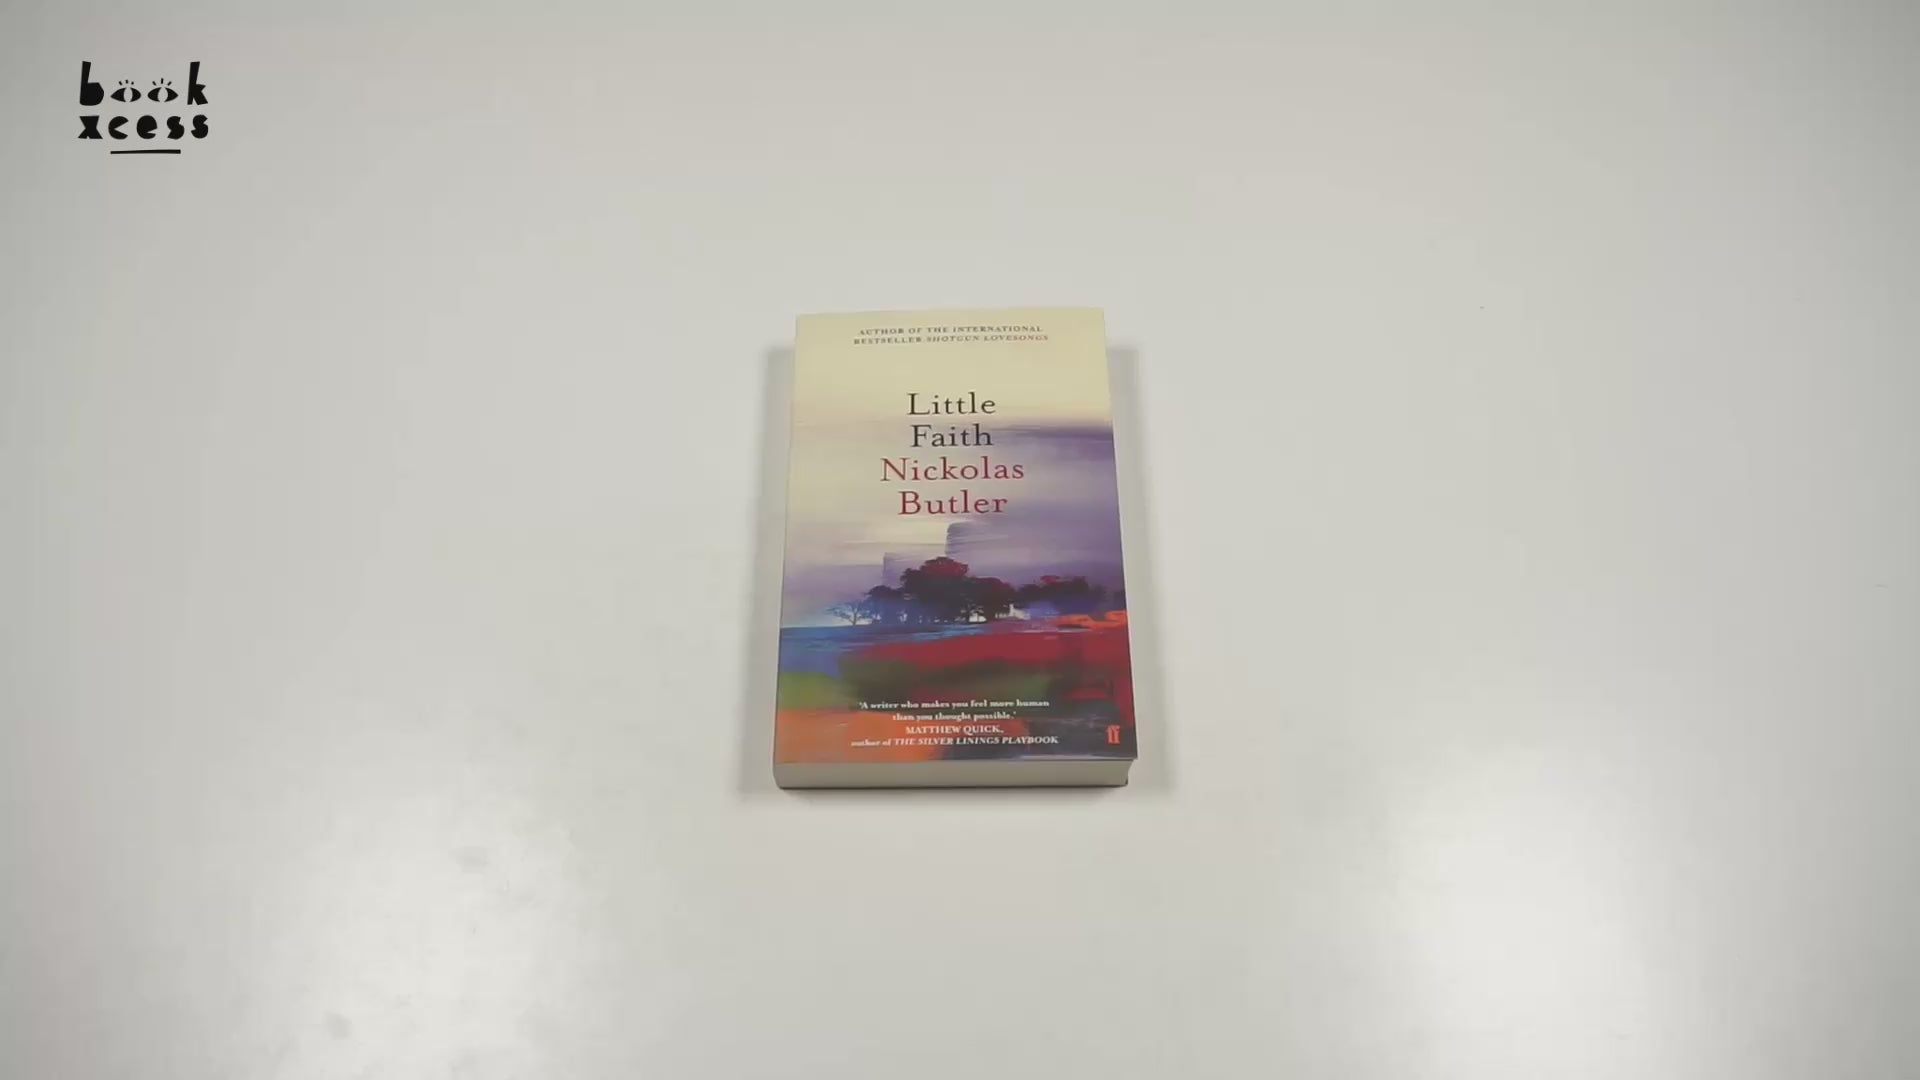 book
xcess
AUTHOR OF THE INTERNATIONAL
BESTSELLER SHOTGUN LOVESONGS
Little
Faith
Nickolas
Butler
'A writer who makes you feel more human
than you thought possible.'
MATTHEW QUICK,
author of THE SILVER LININGS PLAYBOOK
ff